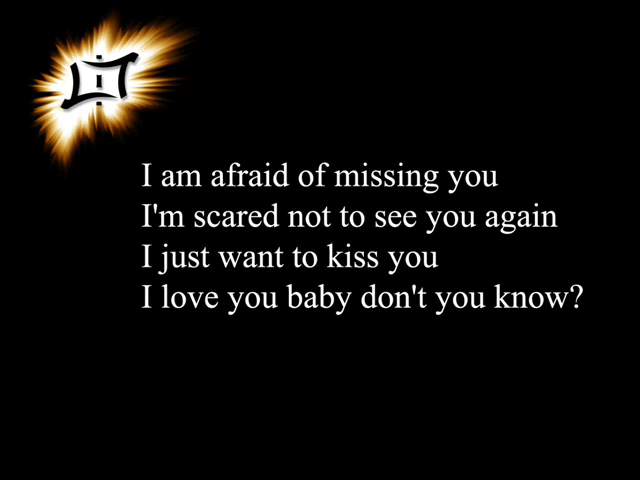 I am afraid of missing you
I'm scared not to see you again
I just want to kiss you
I love you baby don't you know?